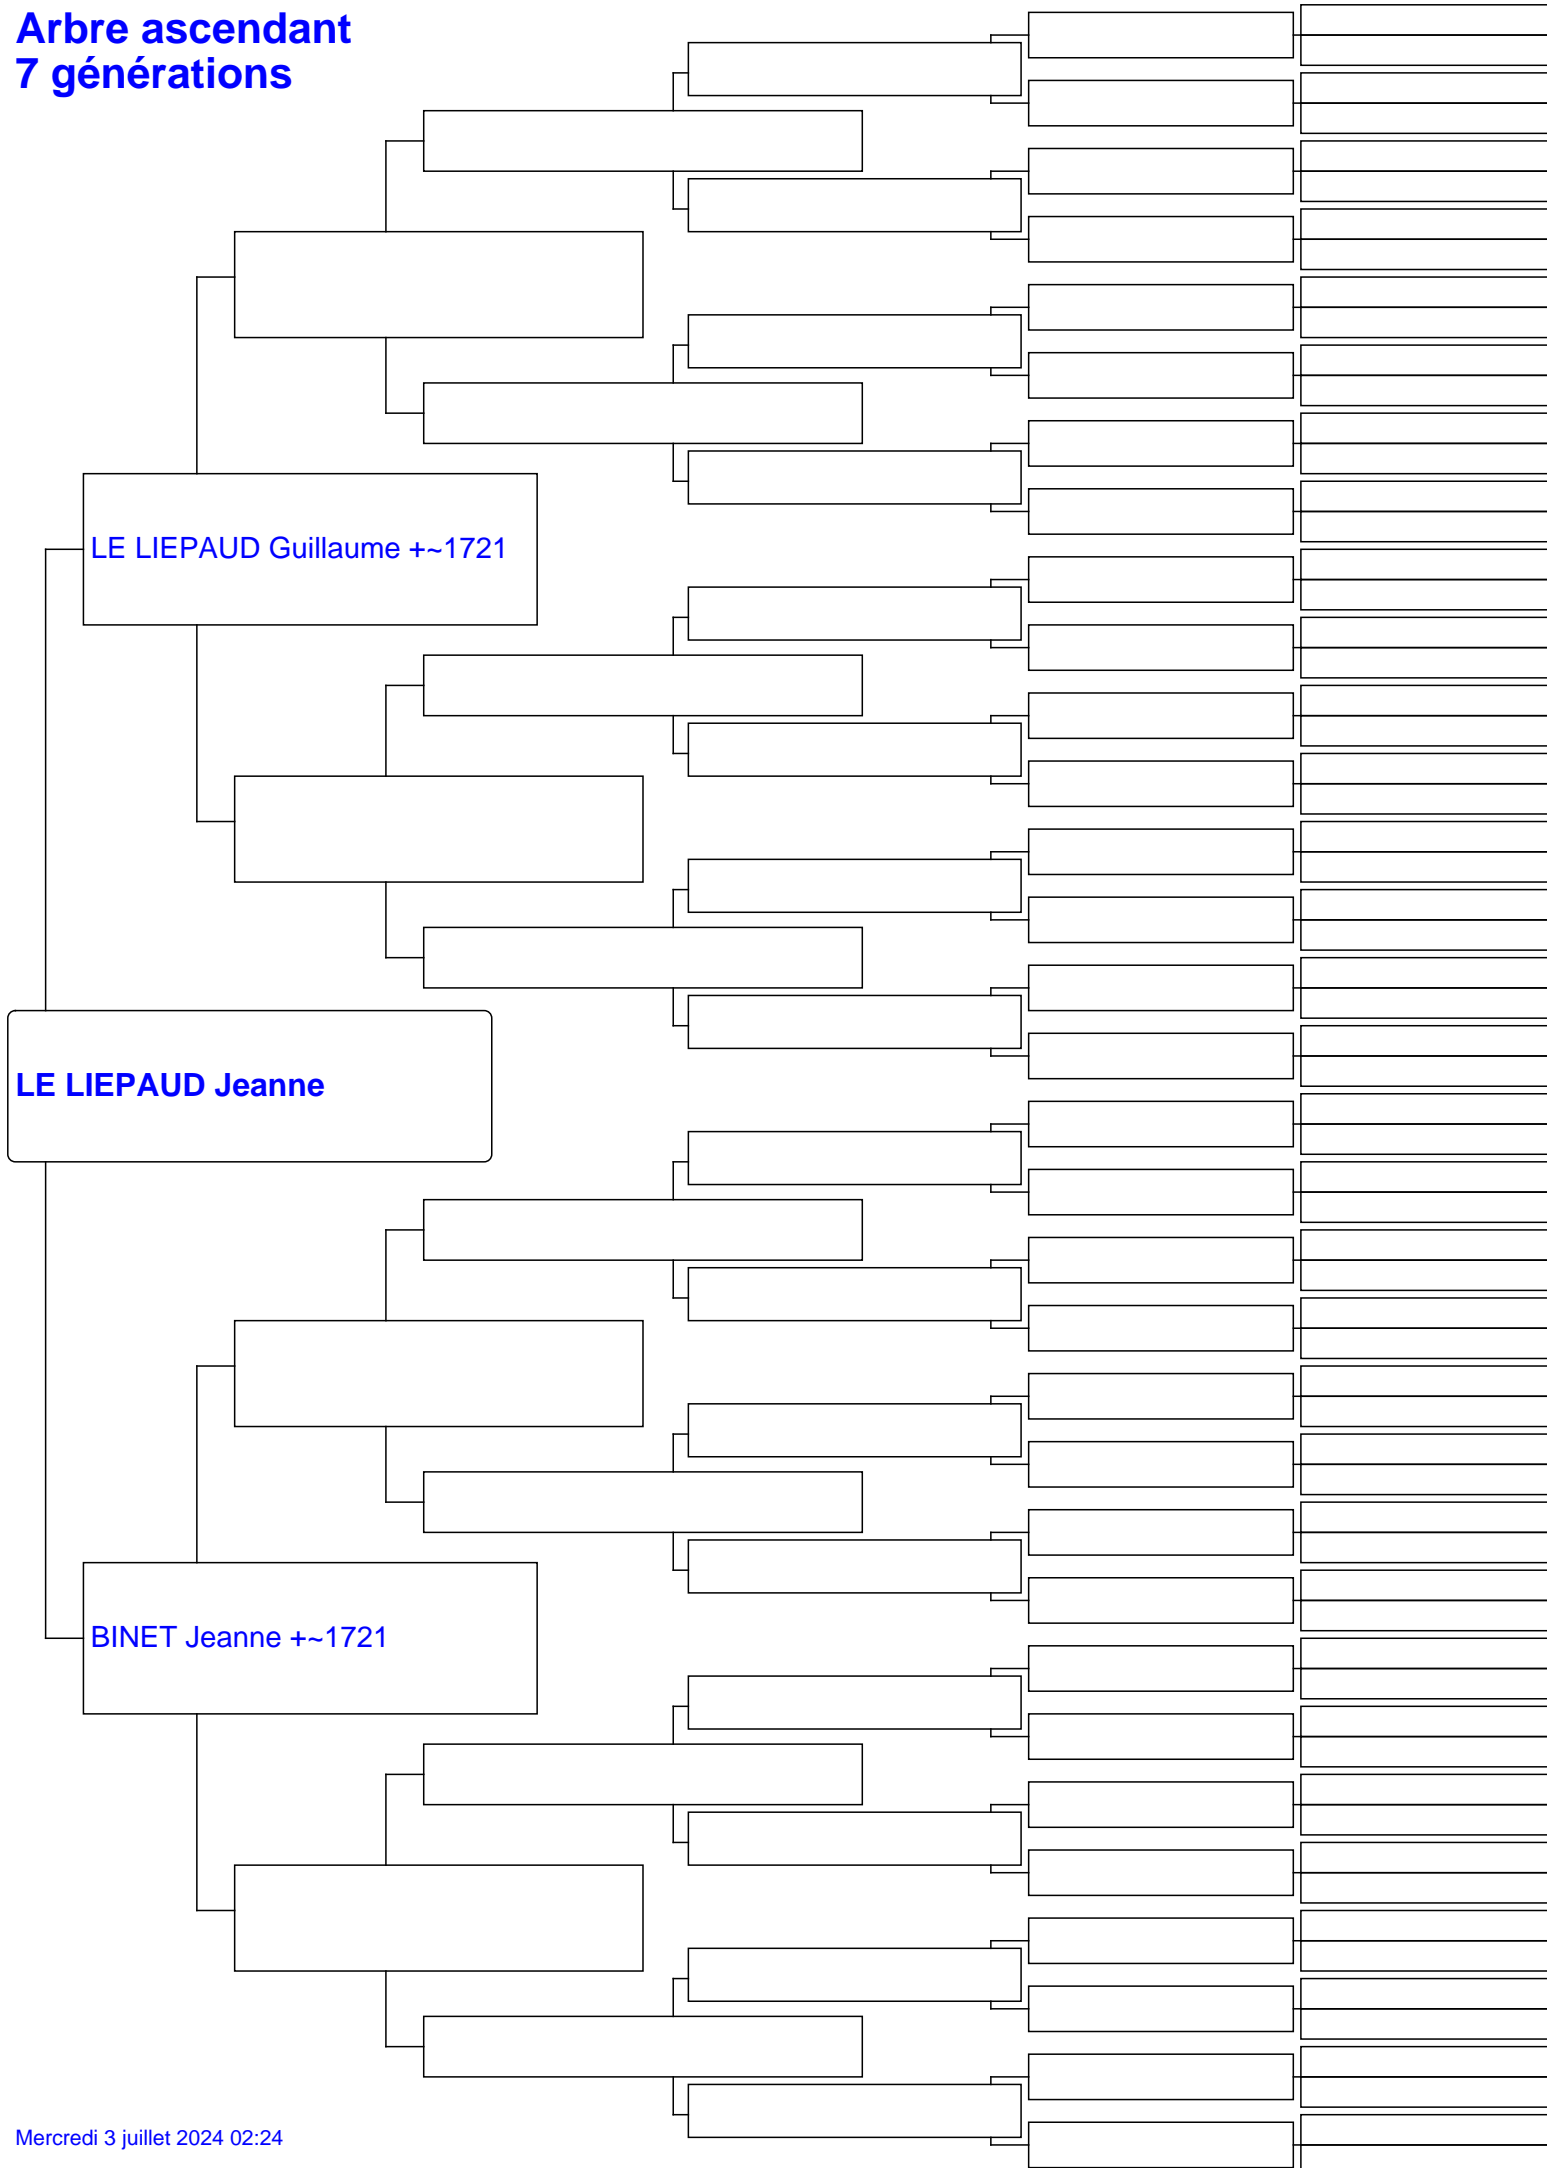 Arbre ascendant
7 générations
LE LIEPAUD Guillaume +~1721
LE LIEPAUD Jeanne
BINET Jeanne +~1721
Mercredi 3 juillet 2024 02:24